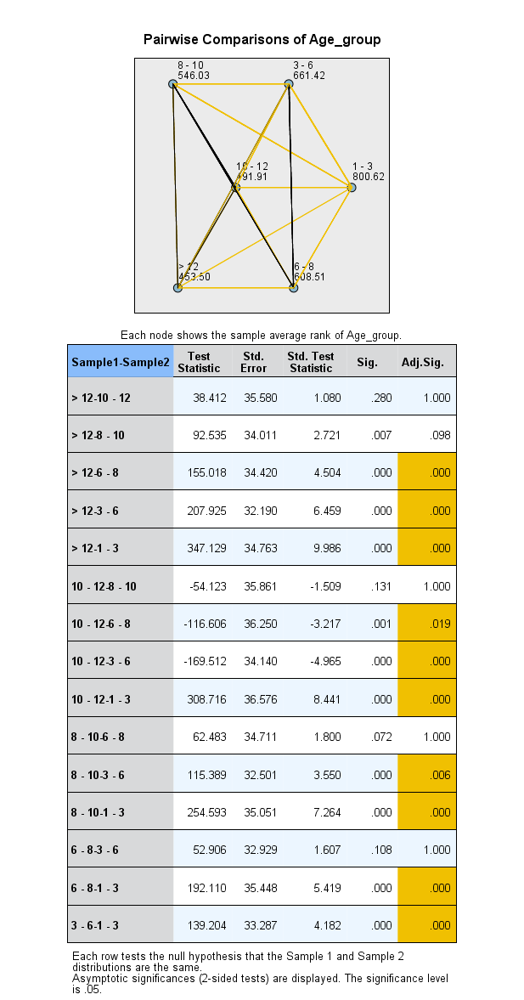 Pairwise Comparisons of Age_group
8 - 10
546.03
3 - 6
661.42
10 - 12
491.91
1 - 3
800.62
> 12
453.50
6 - 8
608.51
Each node shows the sample average rank of Age_group.
Sample1-Sample2 Test Statistic Std. Error Std. Test Statistic Sig. Adj.Sig.
> 12-10 - 12 38.412 35.580 1.080 .280 1.000
> 12-8 - 10 92.535 34.011 2.721 .007 .098
> 12-6 - 8 155.018 34.420 4.504 .000 .000
> 12-3 - 6 207.925 32.190 6.459 .000 .000
> 12-1 - 3 347.129 34.763 9.986 .000 .000
10 - 12-8 - 10 -54.123 35.861 -1.509 .131 1.000
10 - 12-6 - 8 -116.606 36.250 -3.217 .001 .019
10 - 12-3 - 6 -169.512 34.140 -4.965 .000 .000
10 - 12-1 - 3 308.716 36.576 8.441 .000 .000
8 - 10-6 - 8 62.483 34.711 1.800 .072 1.000
8 - 10-3 - 6 115.389 32.501 3.550 .000 .006
8 - 10-1 - 3 254.593 35.051 7.264 .000 .000
6 - 8-3 - 6 52.906 32.929 1.607 .108 1.000
6 - 8-1 - 3 192.110 35.448 5.419 .000 .000
3 - 6-1 - 3 139.204 33.287 4.182 .000 .000
Each row tests the null hypothesis that the Sample 1 and Sample 2
distributions are the same.
Asymptotic significances (2-sided tests) are displayed. The significance level
is .05.